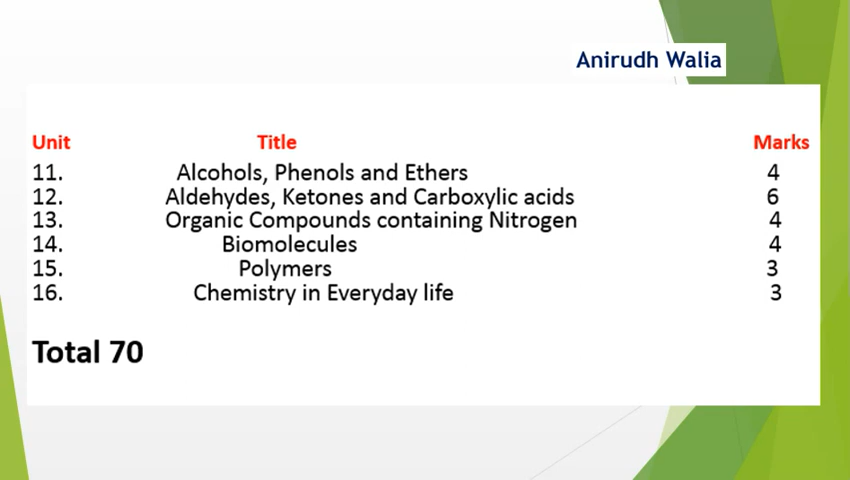 Anirudh Walia
Unit Title Marks
11. Alcohols, Phenols and Ethers 4
12. Aldehydes, Ketones and Carboxylic acids 6
13. Organic Compounds containing Nitrogen 4
14. Biomolecules 4
15. Polymers 3
16. Chemistry in Everyday life 3
Total 70